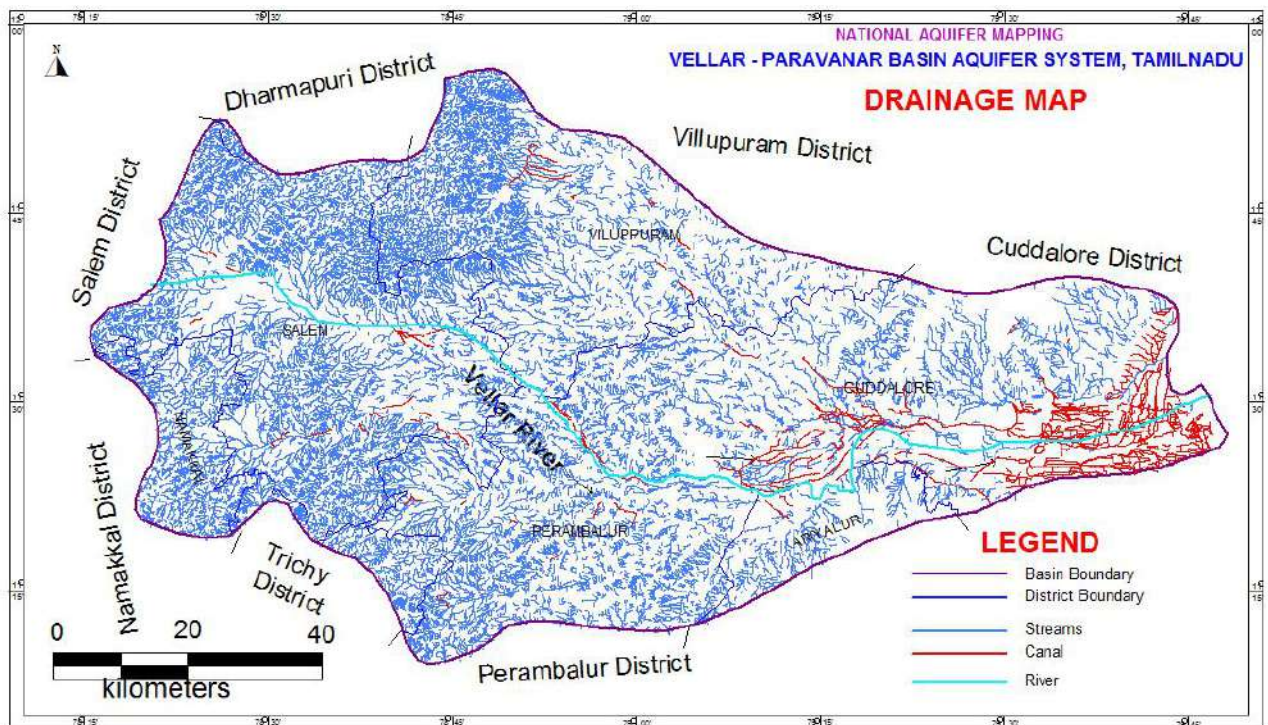 NATIONAL AQUIFER MAPPING
VELLAR - PARAVANAR BASIN AQUIFER SYSTEM, TAMILNADU
DRAINAGE MAP
N
Dharmapuri District
Villupuram District
Salem District
Cuddalore District
VILUPPURAM
SALEM
CUDDALORE
Vellar River
Namakkal District
PERAMBALUR
ARIYALUR
Trichy
District
Perambalur District
0 20 40
kilometers
LEGEND
Basin Boundary
District Boundary
Streams
Canal
River